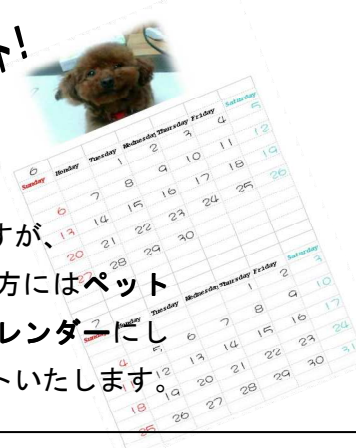 ト!
6
Sunday Monday Tuesday Wednesday Thursday Friday Saturday
1 2 3 4 5
6 7 8 9 10 11 12
13 14 15 16 17 18 19
20 21 22 23 24 25 26
27 28 29 30
すが、
方にはペット
レンダーにし
トいたします。
Sunday Monday Tuesday Wednesday Thursday Friday Saturday
1 2 3
4 6 7 8 9 10
12 13 14 15 16 17
18 19 20 21 22 23 24
25 26 27 28 29 30 31